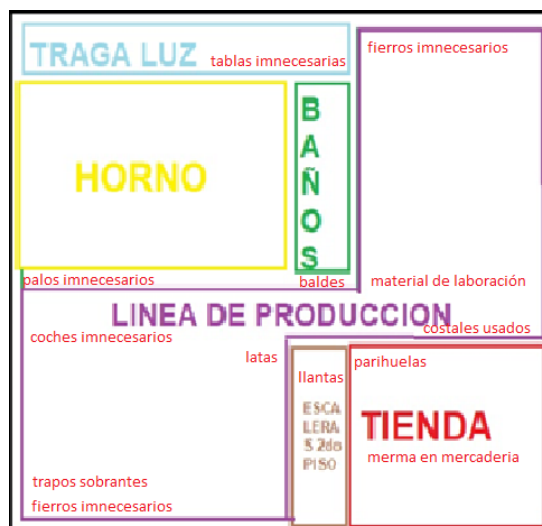 fierros imnecesarios
TRAGA LUZ
tablas imnecesarias
HORNO
BAÑOS
palos imnecesarios
baldes
material de laboración
LINEA DE PRODUCCION
coches imnecesarios
costales usados
latas
llantas
parihuelas
ESCA
LERA
S 2do
PISO
TIENDA
merma en mercaderia
trapos sobrantes
fierros imnecesarios